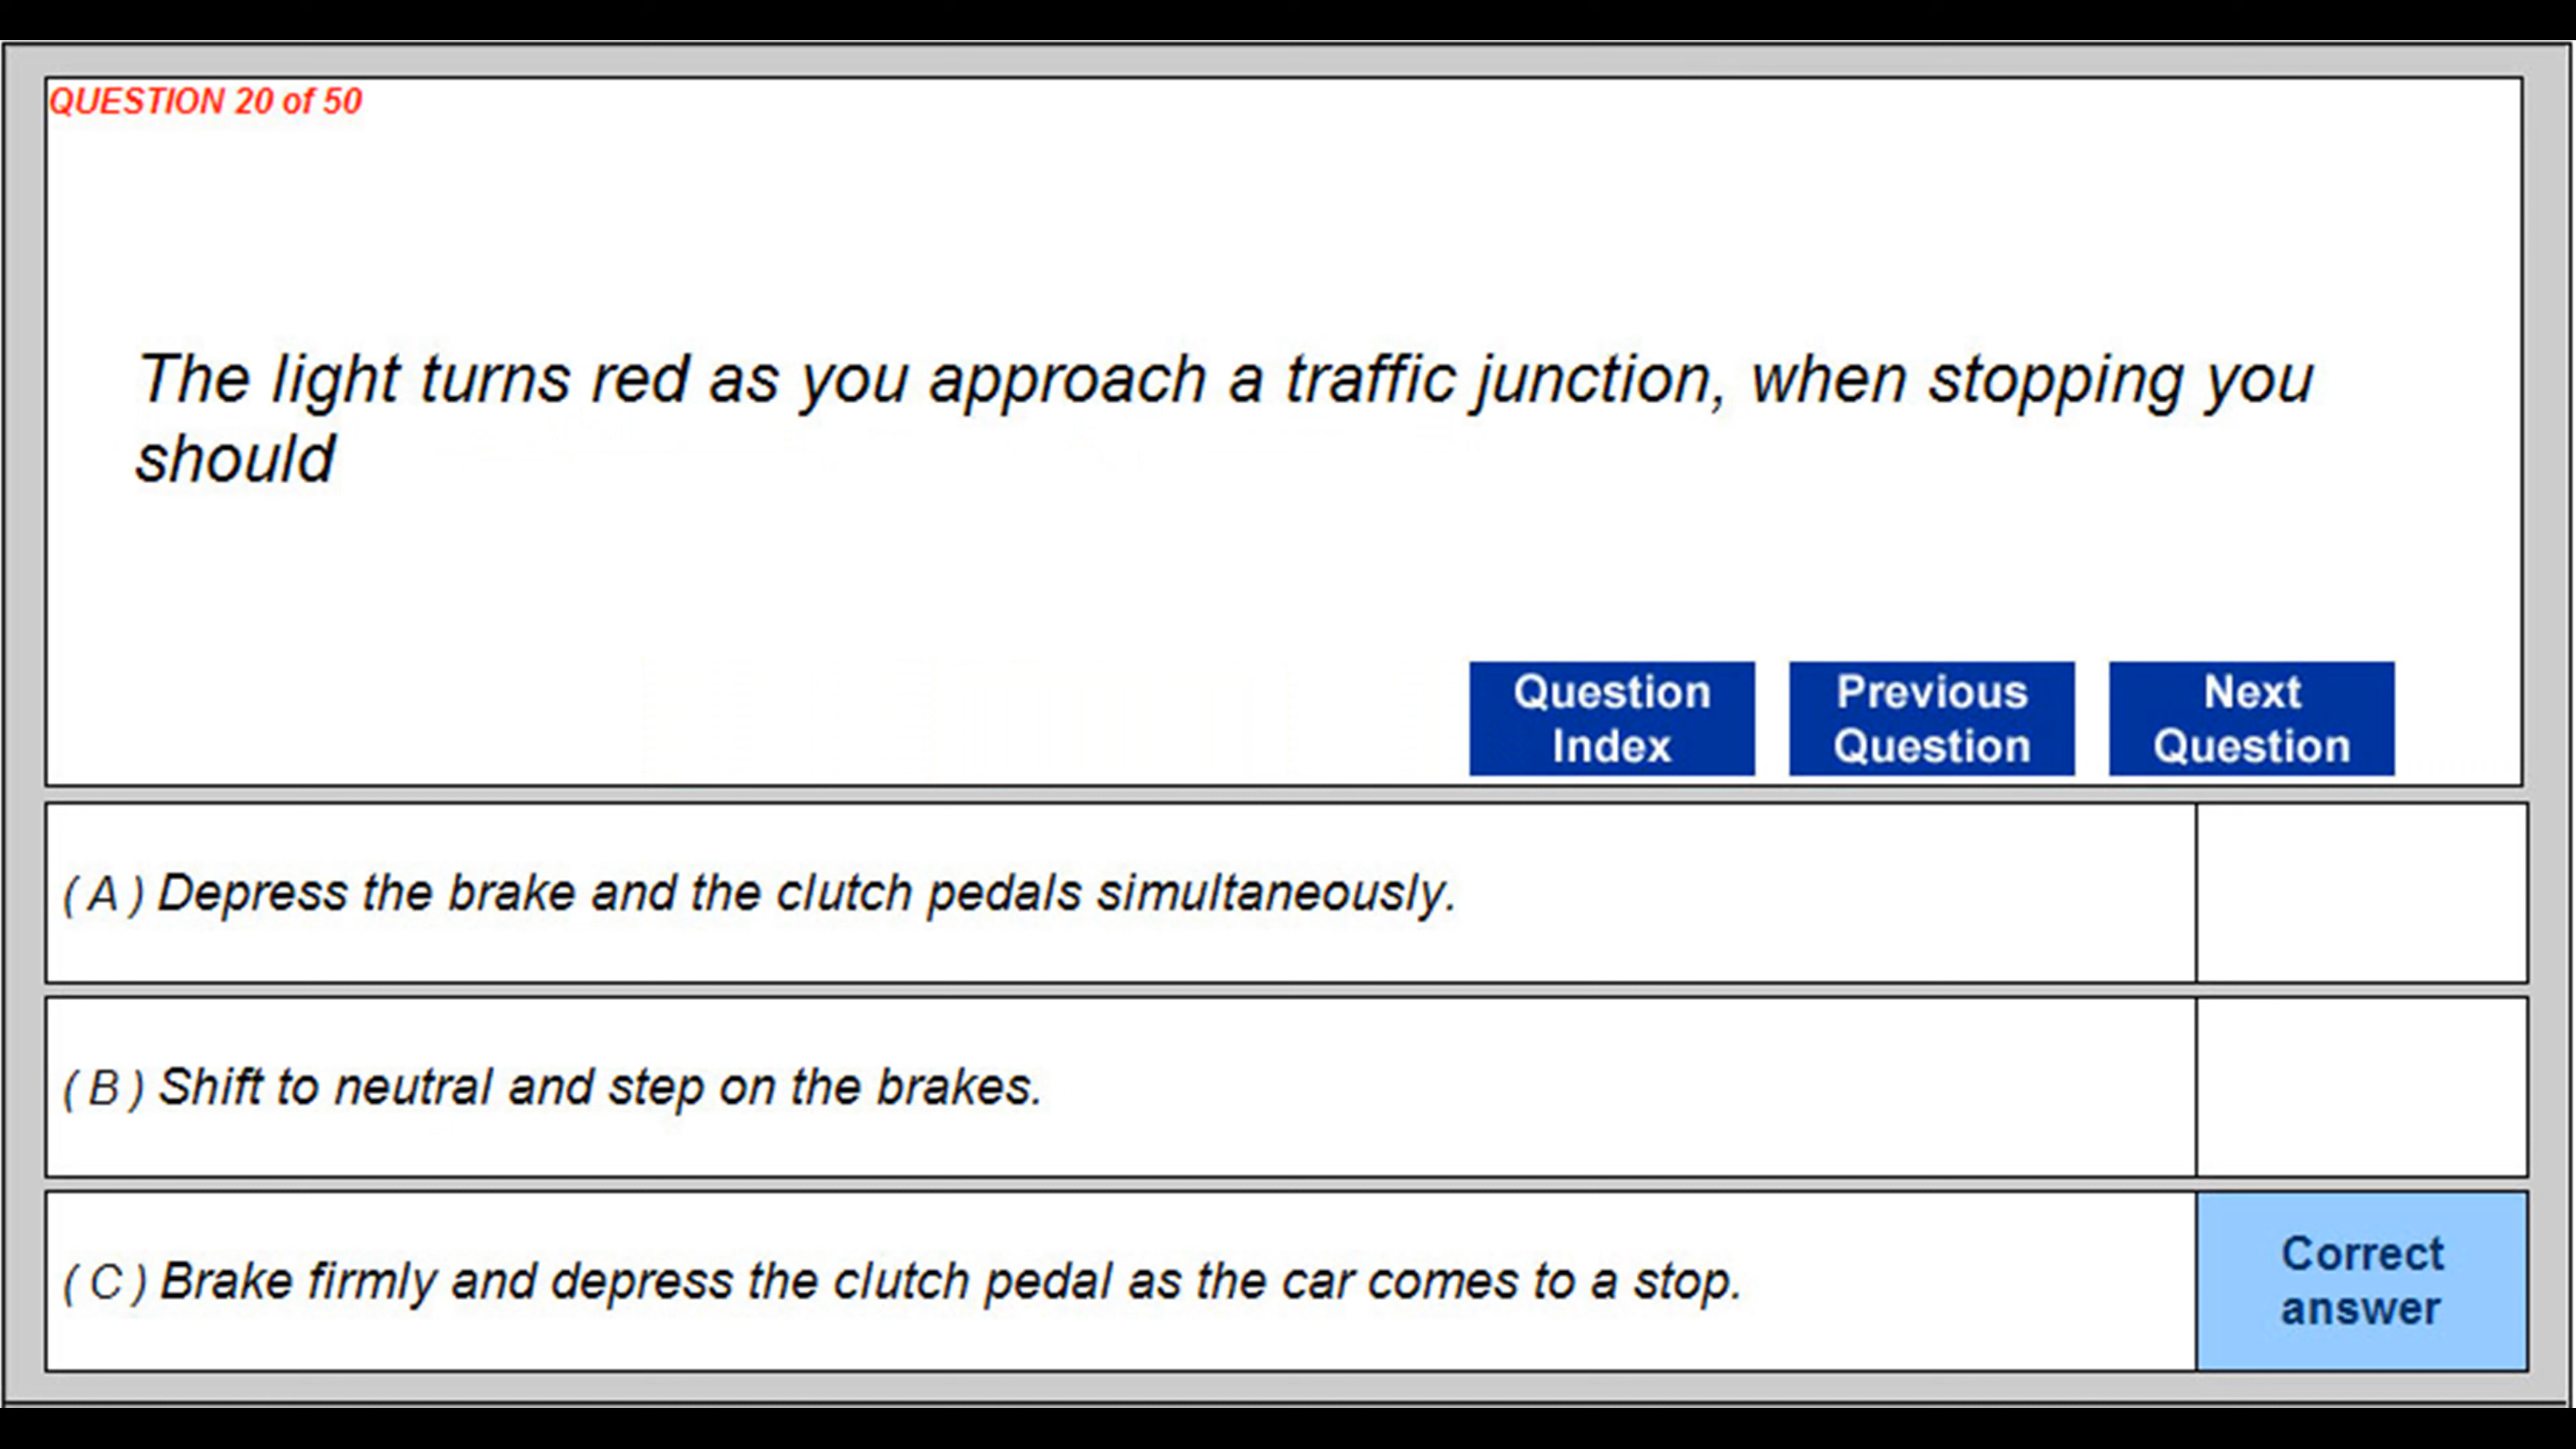 QUESTION 20 of 50
The light turns red as you approach a traffic junction, when stopping you
should
Question
Index
Previous
Question
Next
Question
( A ) Depress the brake and the clutch pedals simultaneously.
( B ) Shift to neutral and step on the brakes.
( C ) Brake firmly and depress the clutch pedal as the car comes to a stop.
Correct
answer